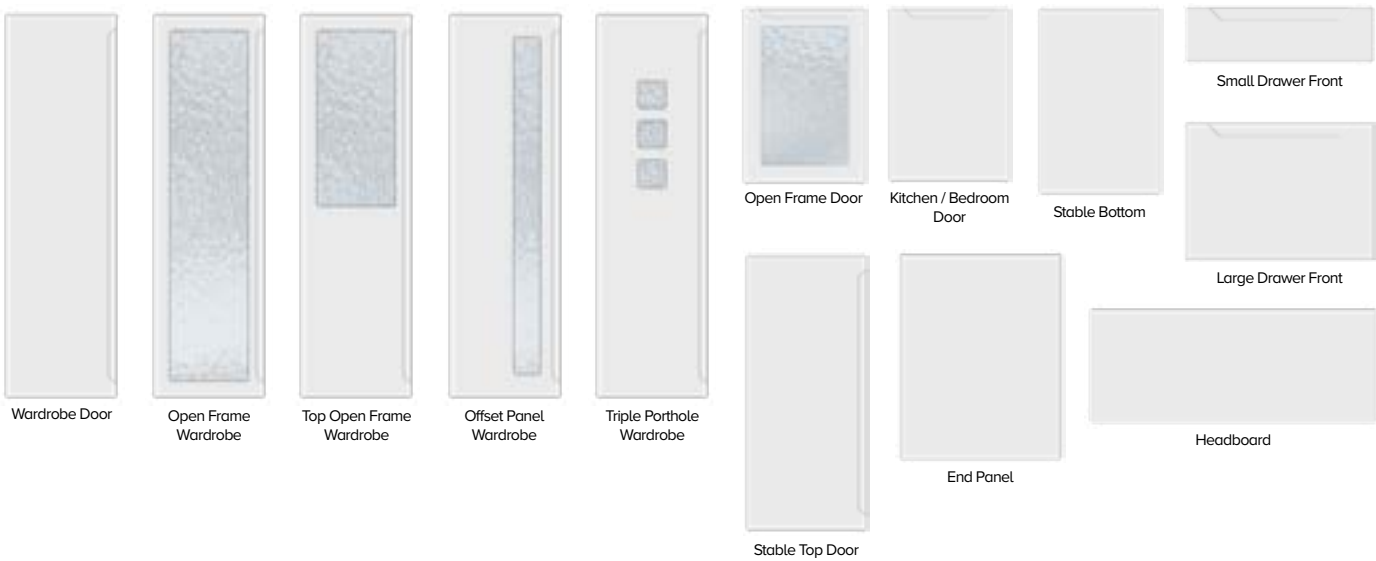 Wardrobe Door
Open Frame
Wardrobe
Top Open Frame
Wardrobe
Offset Panel
Wardrobe
Triple Porthole
Wardrobe
Open Frame Door
Kitchen / Bedroom
Door
Stable Bottom
Small Drawer Front
Large Drawer Front
Stable Top Door
End Panel
Headboard